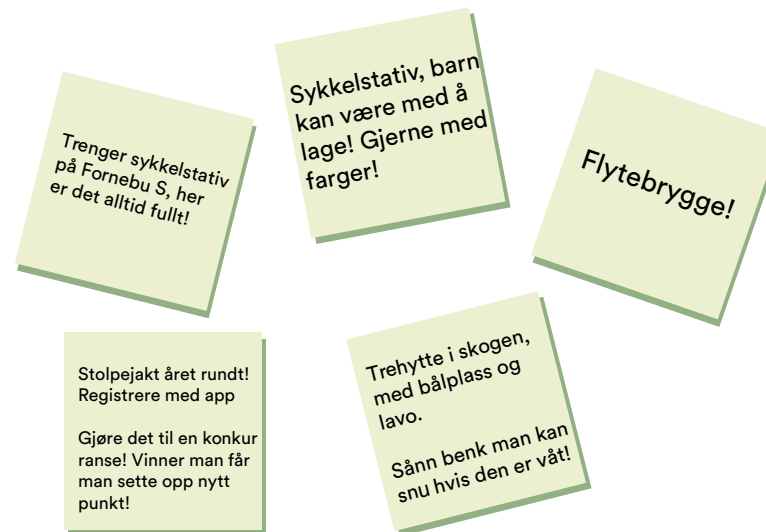 Trenger sykkelstativ
på Fornebu S, her
er det alltid fullt!
Sykkelstativ, barn
kan være med å
lage! Gjerne med
farger!
Flytebrygge!
Stolpejakt året rundt!
Registrere med app
Gjøre det til en konkur
ranse! Vinner man får
man sette opp nytt
punkt!
Trehytte i skogen,
med bålplass og
lavo.
Sånn benk man kan
snu hvis den er våt!